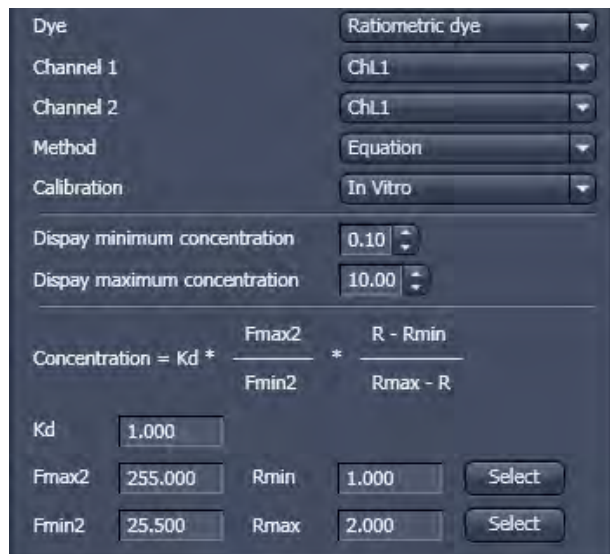 Dye Ratiometric dye
Channel 1 ChL1
Channel 2 ChL1
Method Equation
Calibration In Vitro
Dispay minimum concentration 0.10
Dispay maximum concentration 10.00
Fmax2 R - Rmin
Concentration = Kd * *
Fmin2 Rmax - R
Kd 1.000
Fmax2 255.000 Rmin 1.000 Select
Fmin2 25.500 Rmax 2.000 Select